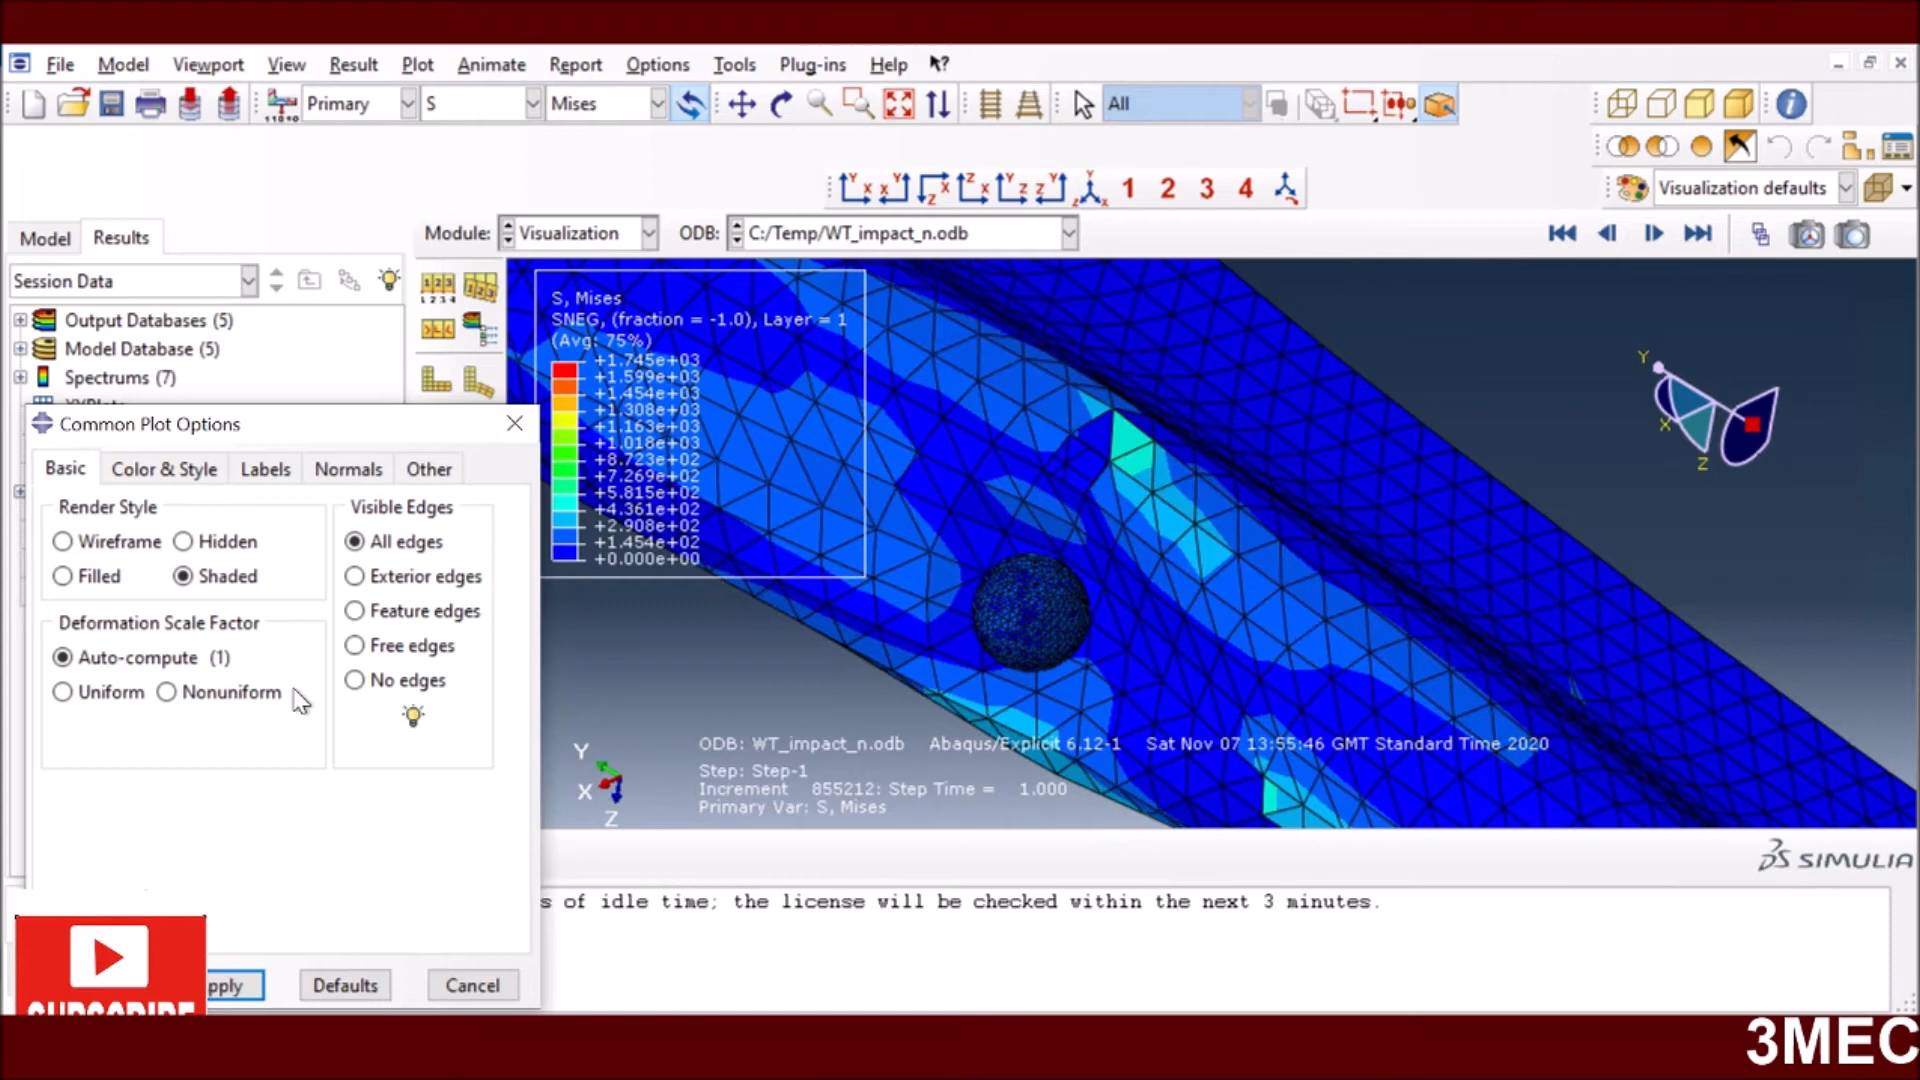 File Model Viewport View Result Plot Animate Report Options Tools Plug-ins Help
Primary S Mises All
1 2 3 4
Visualization defaults
Model Results
Module: Visualization ODB: C:/Temp/WT_impact_n.odb
Session Data
Output Databases (5)
Model Database (5)
Spectrums (7)
Common Plot Options
Basic Color & Style Labels Normals Other
Render Style
Wireframe Hidden
Filled Shaded
Deformation Scale Factor
Auto-compute (1)
Uniform Nonuniform
Visible Edges
All edges
Exterior edges
Feature edges
Free edges
No edges
pply Defaults Cancel
S, Mises
SNEG, (fraction = -1.0), Layer = 1
(Avg: 75%)
+1.745e+03
+1.599e+03
+1.454e+03
+1.308e+03
+1.163e+03
+1.018e+03
+8.723e+02
+7.269e+02
+5.815e+02
+4.361e+02
+2.908e+02
+1.454e+02
+0.000e+00
Y
X
Z
Y
X
Z
ODB: WT_impact_n.odb Abaqus/Explicit 6.12-1 Sat Nov 07 13:55:46 GMT Standard Time 2020
Step: Step-1
Increment 855212: Step Time = 1.000
Primary Var: S, Mises
SIMULIA
s of idle time; the license will be checked within the next 3 minutes.
SUBSCRIBE
3MEC